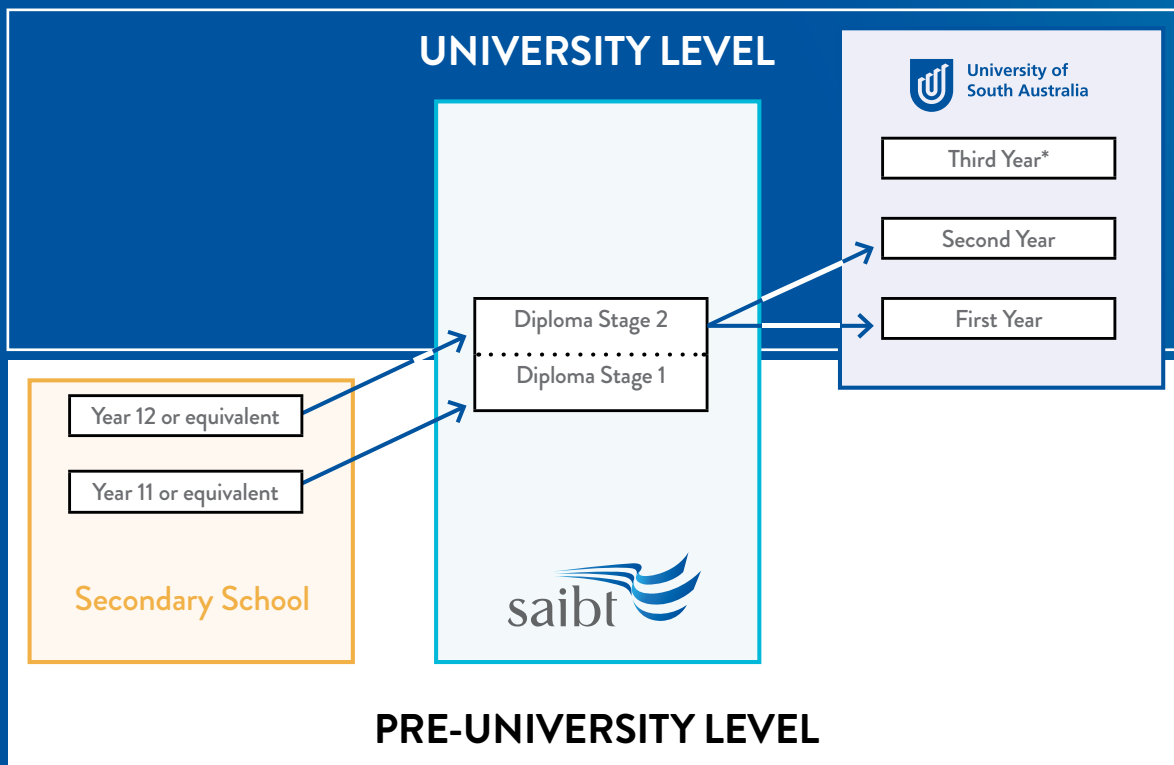 UNIVERSITY LEVEL
University of
South Australia
Third Year*
Second Year
First Year
Diploma Stage 2
Diploma Stage 1
Year 12 or equivalent
Year 11 or equivalent
Secondary School
saibt
PRE-UNIVERSITY LEVEL